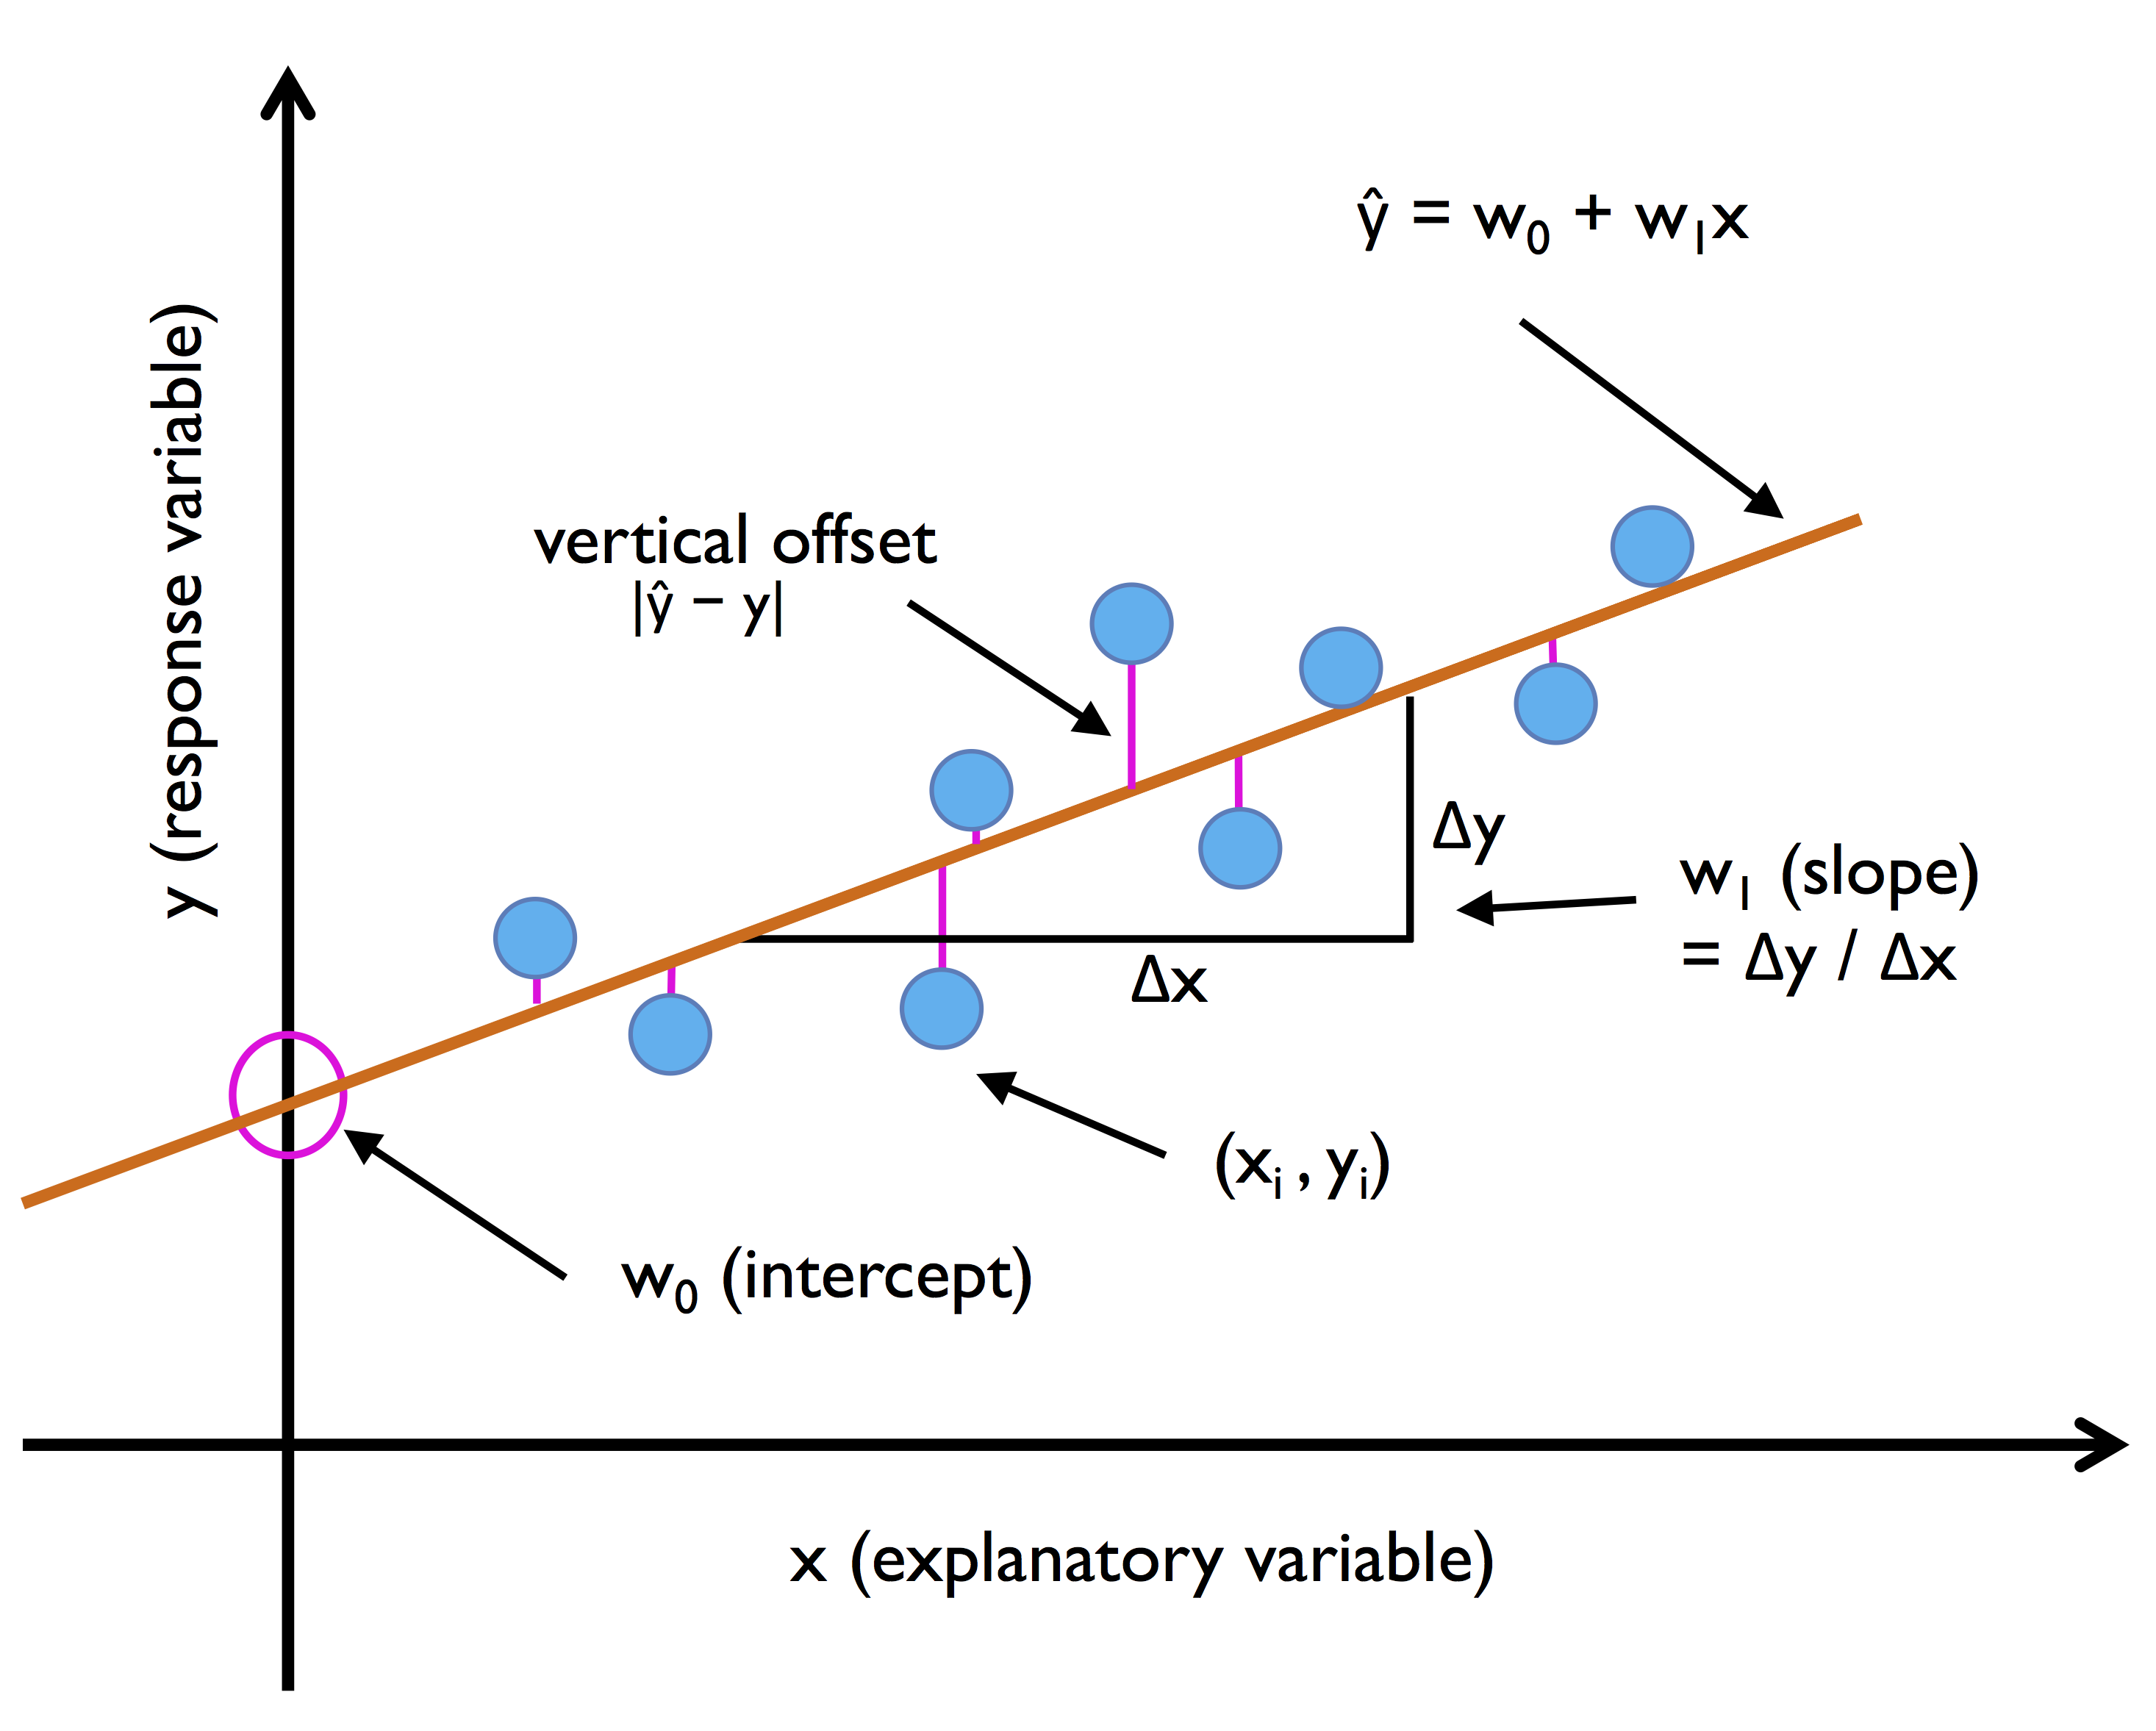 ŷ = w₀ + w₁x
y (response variable)
vertical offset
|ŷ − y|
Δy
w₁ (slope)
= Δy / Δx
Δx
(xᵢ , yᵢ)
w₀ (intercept)
x (explanatory variable)